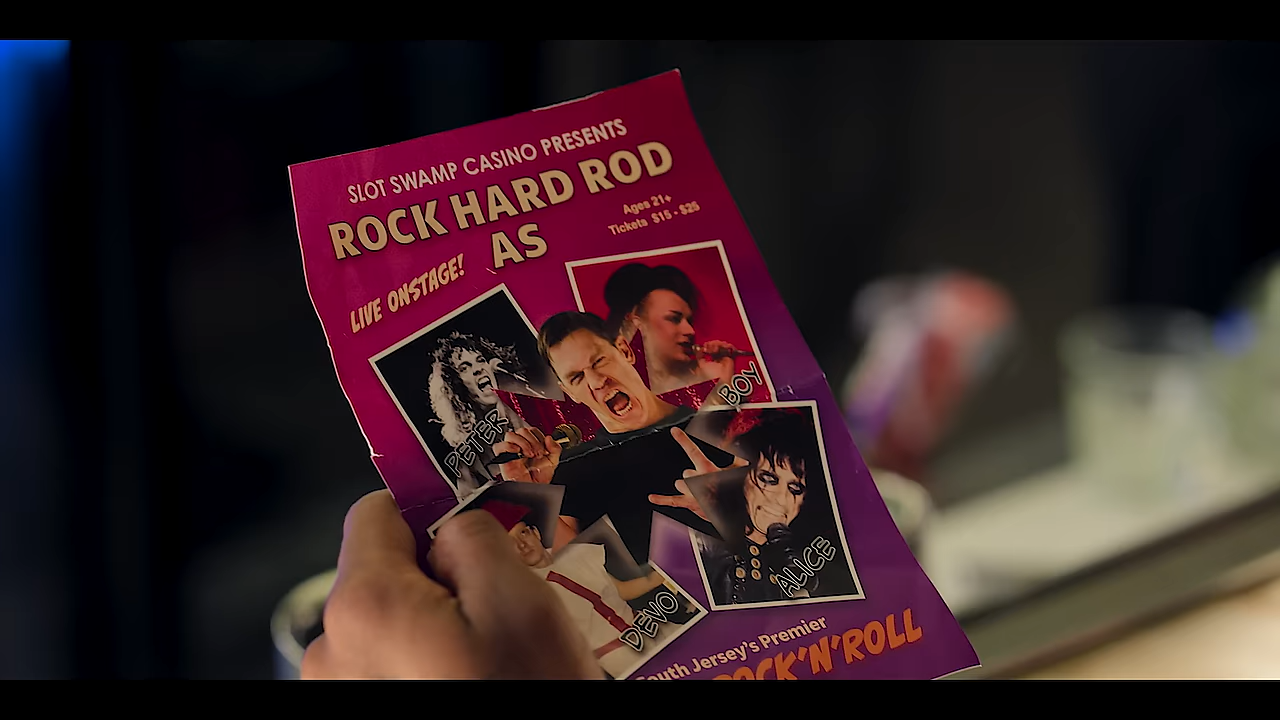 SLOT SWAMP CASINO PRESENTS
ROCK HARD ROD
AS
Ages 21+
Tickets $15 - $25
LIVE ONSTAGE!
PETER
BOY
ALICE
DEVO
South Jersey's Premier
ROCK'N'ROLL